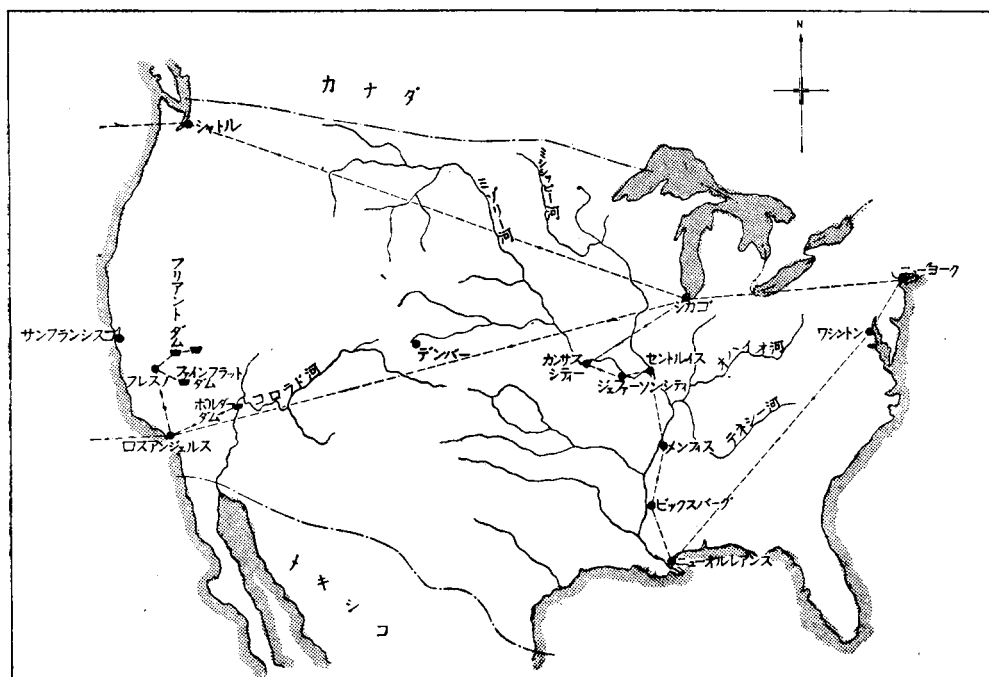 N
カナダ
シャトル
ミゾリー河
ミシシッピー河
フリアントダム
サンフランシスコ
フレスノ
ファインフラット
ダム
ボルダー
ダム
コロラド河
ロスアンジェルス
デンバー
シカゴ
ニューヨーク
ワシントン
カンサス
シティー
セントルイス
ジェファーソンシティ
オハイオ河
テネシー河
メンフィス
ビックスバーグ
ニューオルレアンス
メキシコ